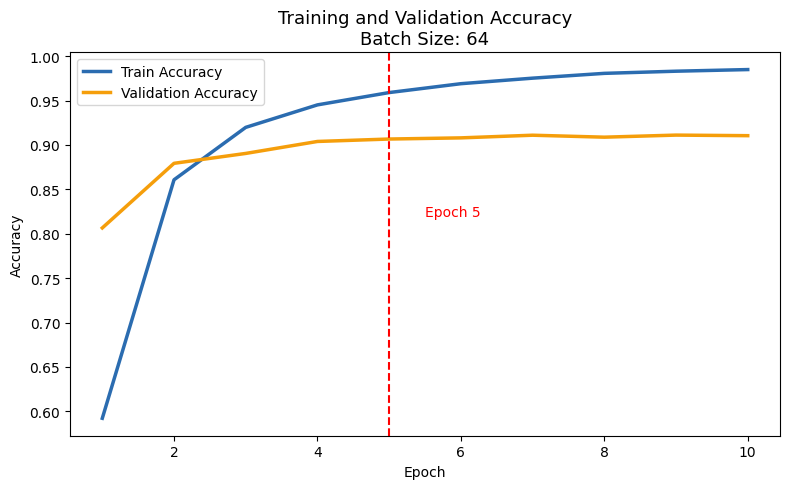 Training and Validation Accuracy
Batch Size: 64
Train Accuracy
Validation Accuracy
Epoch 5
Accuracy
1.00
0.95
0.90
0.85
0.80
0.75
0.70
0.65
0.60
2
4
6
8
10
Epoch